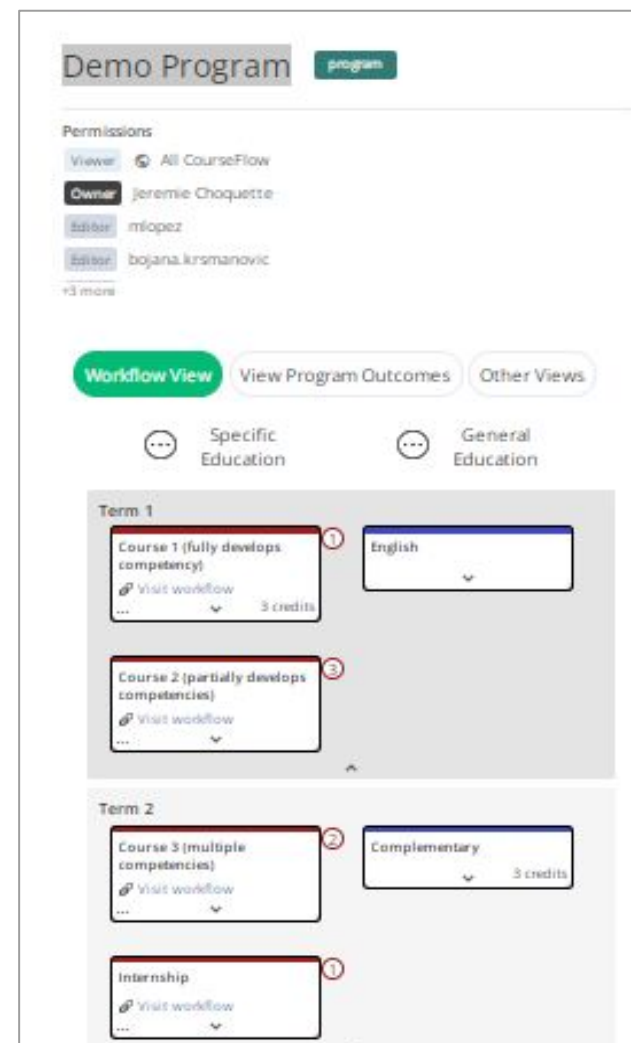 Demo Program
program
Permissions
Viewer All CourseFlow
Owner Jeremie Choquette
Editor mlopez
Editor bojana.krsmanovic
+3 more
Workflow View
View Program Outcomes
Other Views
Specific
Education
General
Education
Term 1
Course 1 (fully develops
competency)
Visit workflow
...
3 credits
1
English
Course 2 (partially develops
competencies)
Visit workflow
...
3
Term 2
Course 3 (multiple
competencies)
Visit workflow
...
2
Complementary
3 credits
Internship
Visit workflow
...
1